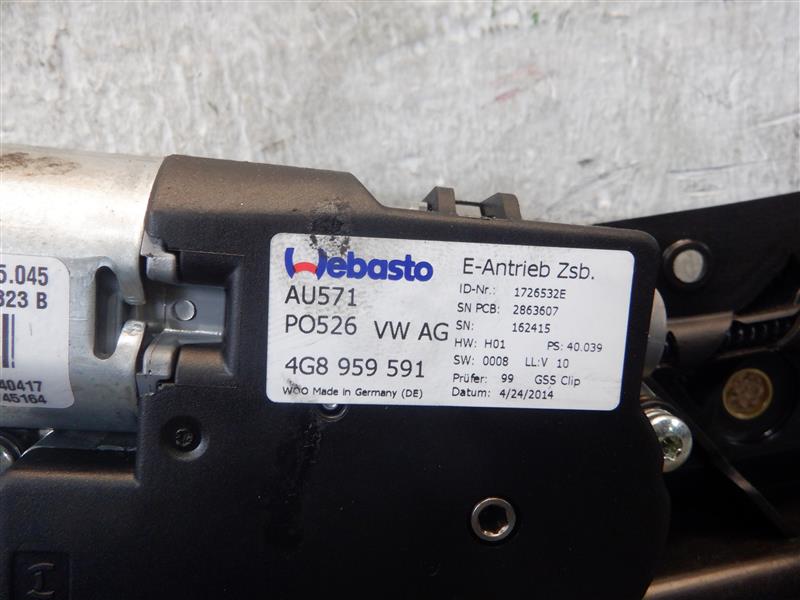 5.045
323 B
40417
45164
Webasto
AU571
PO526 VW AG
4G8 959 591
WOO Made in Germany (DE)
E-Antrieb Zsb.
ID-Nr.: 1726532E
SN PCB: 2863607
SN: 162415
HW: H01 PS: 40.039
SW: 0008 LL:V 10
Prüfer: 99 GSS Clip
Datum: 4/24/2014